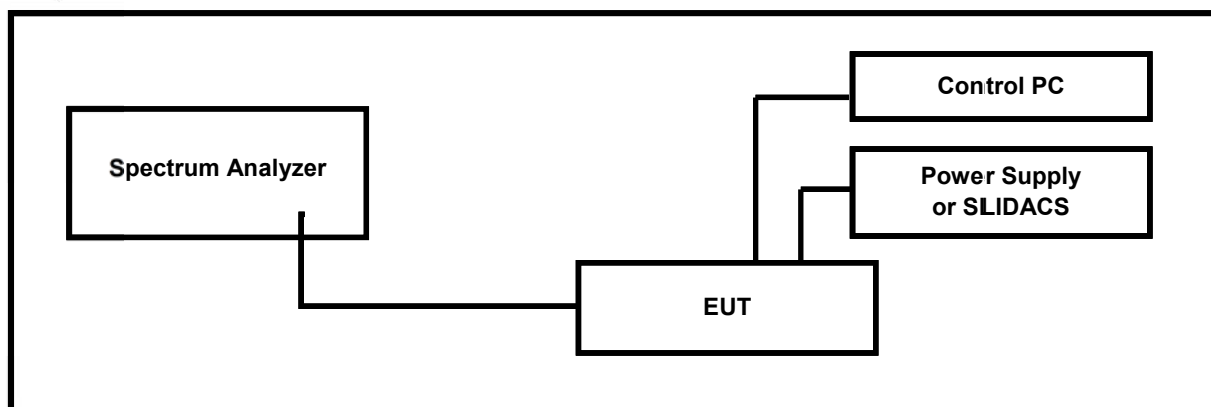 Control PC
Spectrum Analyzer
Power Supply
or SLIDACS
EUT